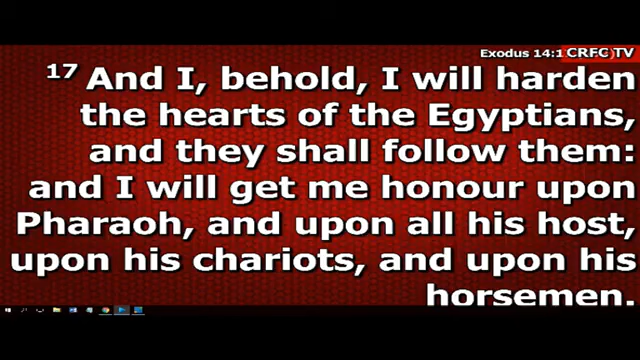 Exodus 14:1
CRFC TV
17 And I, behold, I will harden
the hearts of the Egyptians,
and they shall follow them:
and I will get me honour upon
Pharaoh, and upon all his host,
upon his chariots, and upon his
horsemen.